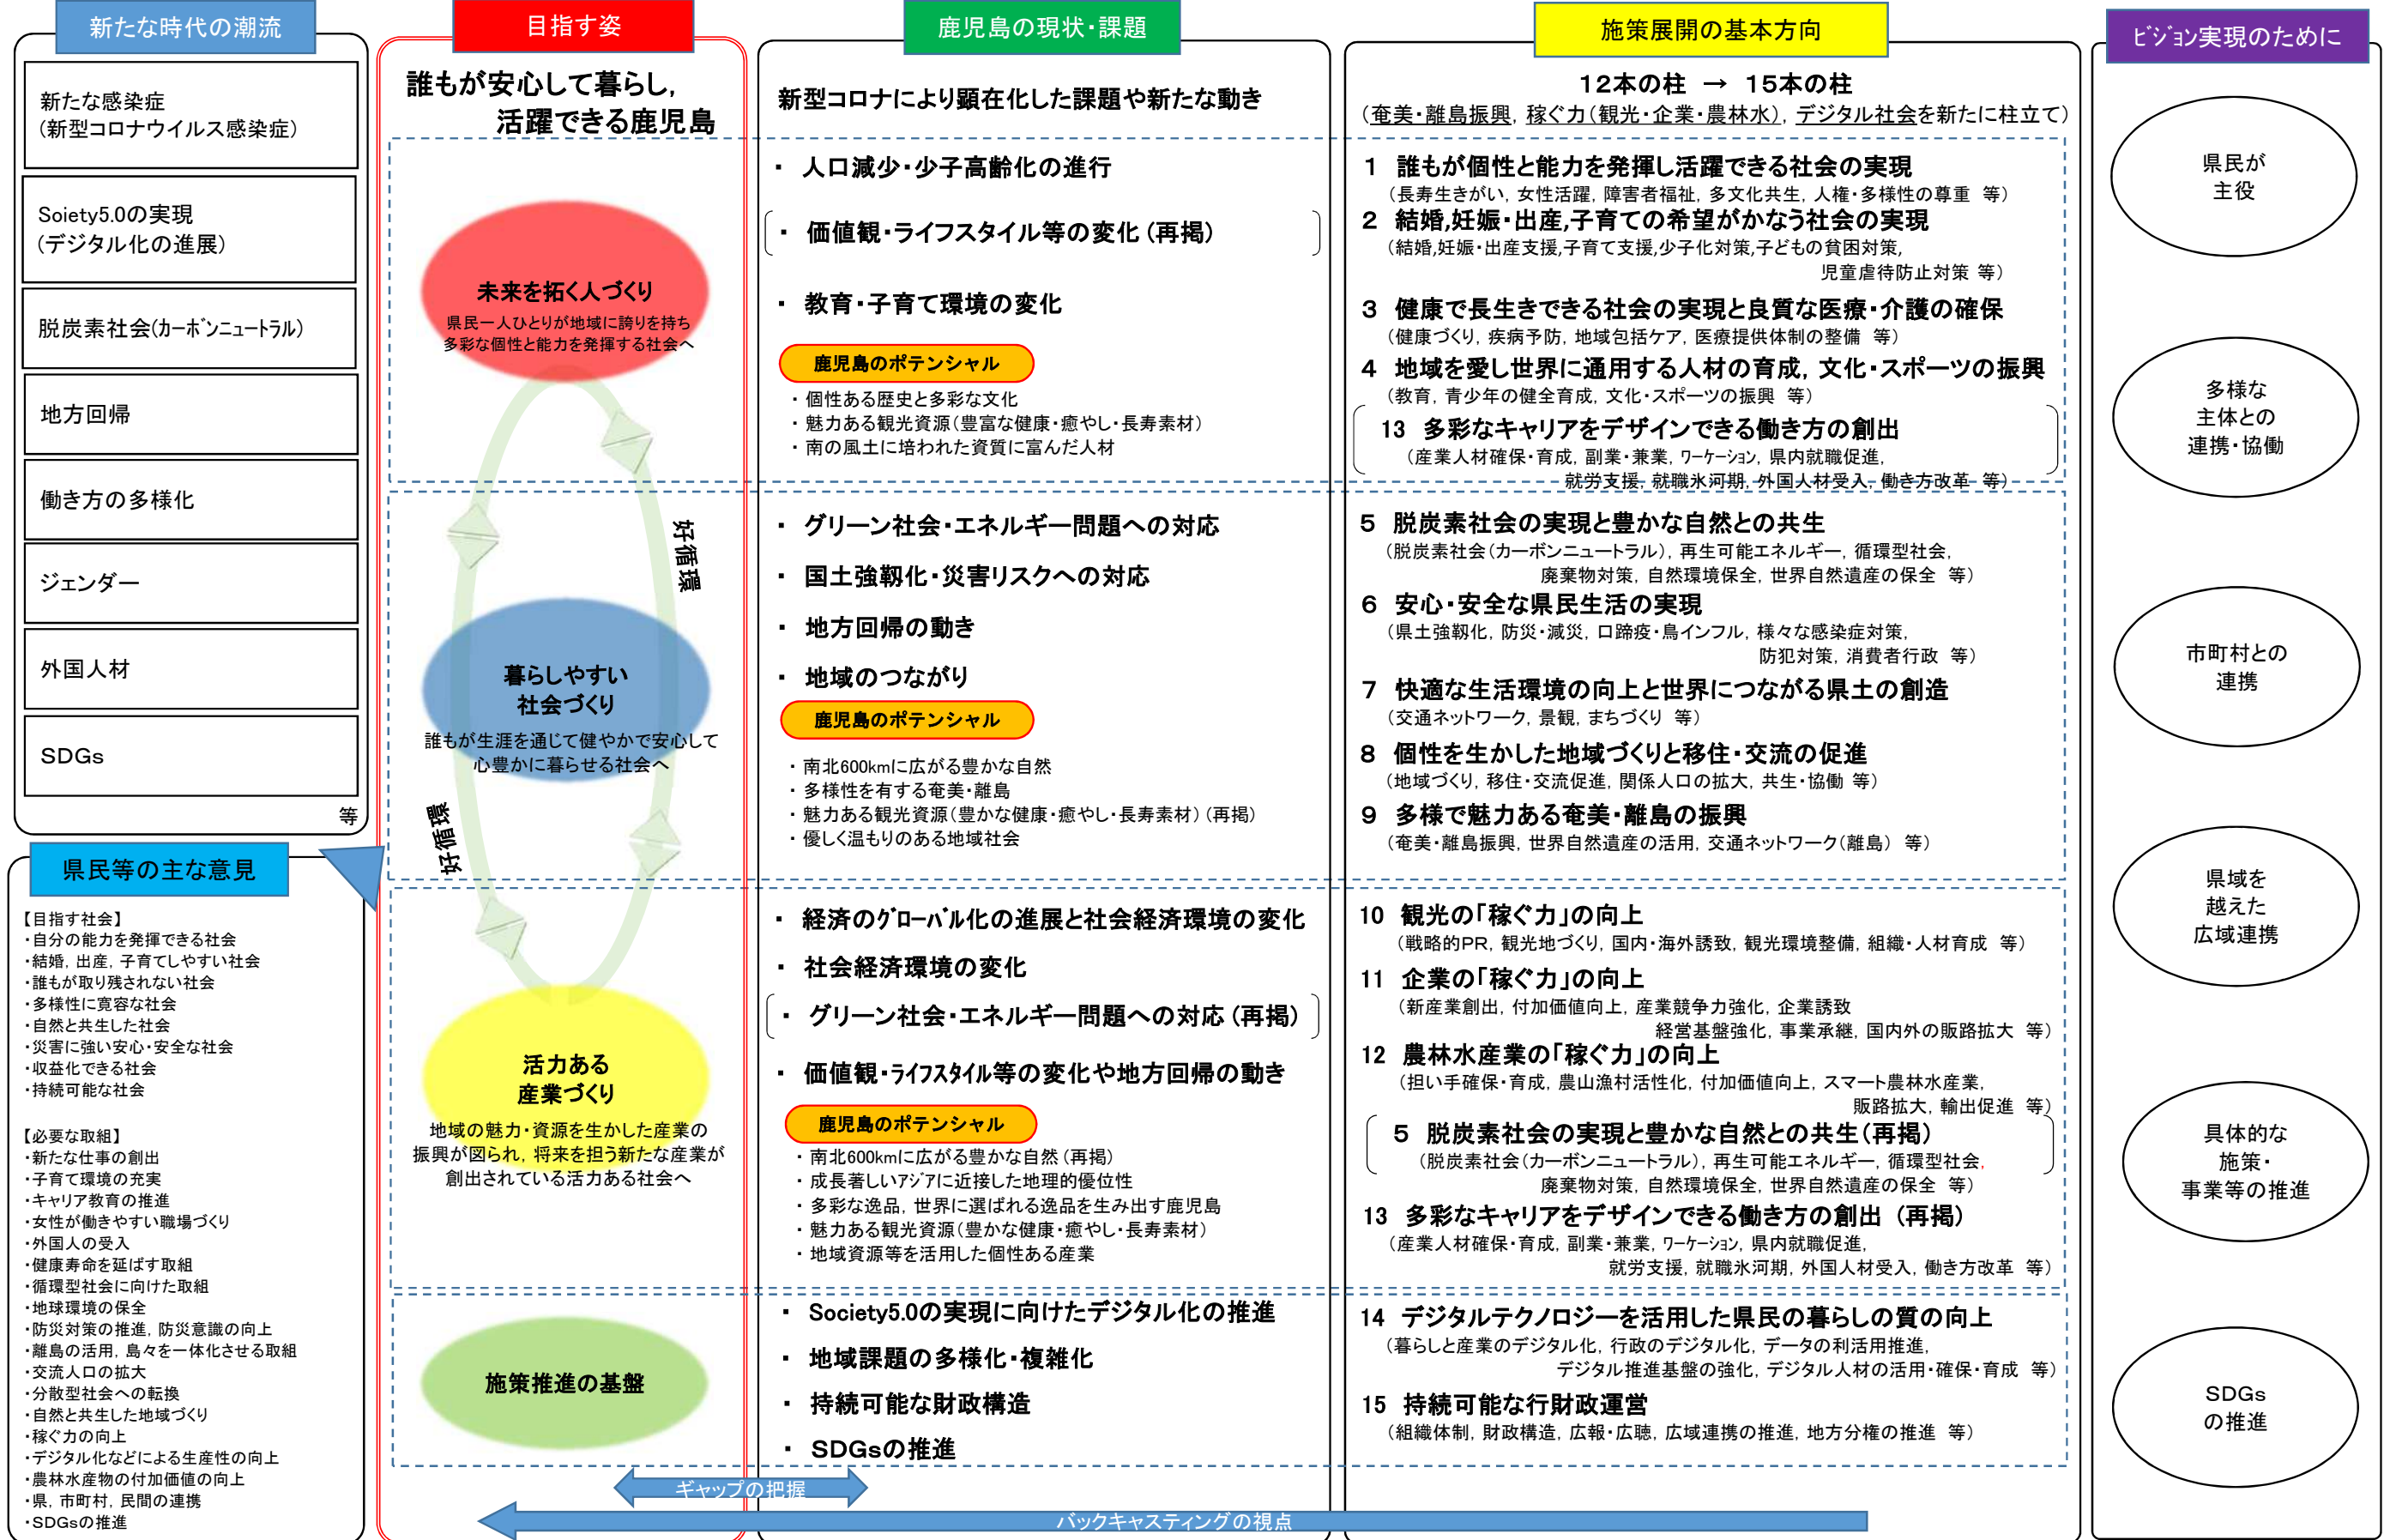 新たな時代の潮流
新たな感染症
(新型コロナウイルス感染症)
Soiety5.0の実現
(デジタル化の進展)
脱炭素社会(カーボンニュートラル)
地方回帰
働き方の多様化
ジェンダー
外国人材
SDGs
等
県民等の主な意見
【目指す社会】
・自分の能力を発揮できる社会
・結婚, 出産, 子育てしやすい社会
・誰もが取り残されない社会
・多様性に寛容な社会
・自然と共生した社会
・災害に強い安心・安全な社会
・収益化できる社会
・持続可能な社会
【必要な取組】
・新たな仕事の創出
・子育て環境の充実
・キャリア教育の推進
・女性が働きやすい職場づくり
・外国人の受入
・健康寿命を延ばす取組
・循環型社会に向けた取組
・地球環境の保全
・防災対策の推進, 防災意識の向上
・離島の活用, 島々を一体化させる取組
・交流人口の拡大
・分散型社会への転換
・自然と共生した地域づくり
・稼ぐ力の向上
・デジタル化などによる生産性の向上
・農林水産物の付加価値の向上
・県, 市町村, 民間の連携
・SDGsの推進
目指す姿
誰もが安心して暮らし,
活躍できる鹿児島
未来を拓く人づくり
県民一人ひとりが地域に誇りを持ち
多彩な個性と能力を発揮する社会へ
好循環
暮らしやすい
社会づくり
誰もが生涯を通じて健やかで安心して
心豊かに暮らせる社会へ
好循環
活力ある
産業づくり
地域の魅力・資源を生かした産業の
振興が図られ, 将来を担う新たな産業が
創出されている活力ある社会へ
施策推進の基盤
鹿児島の現状・課題
新型コロナにより顕在化した課題や新たな動き
・ 人口減少・少子高齢化の進行
・ 価値観・ライフスタイル等の変化 (再掲)
・ 教育・子育て環境の変化
鹿児島のポテンシャル
・個性ある歴史と多彩な文化
・魅力ある観光資源(豊富な健康・癒やし・長寿素材)
・南の風土に培われた資質に富んだ人材
・ グリーン社会・エネルギー問題への対応
・ 国土強靱化・災害リスクへの対応
・ 地方回帰の動き
・ 地域のつながり
鹿児島のポテンシャル
・南北600kmに広がる豊かな自然
・多様性を有する奄美・離島
・魅力ある観光資源(豊かな健康・癒やし・長寿素材) (再掲)
・優しく温もりのある地域社会
・ 経済のグローバル化の進展と社会経済環境の変化
・ 社会経済環境の変化
・ グリーン社会・エネルギー問題への対応 (再掲)
・ 価値観・ライフスタイル等の変化や地方回帰の動き
鹿児島のポテンシャル
・南北600kmに広がる豊かな自然 (再掲)
・成長著しいアジアに近接した地理的優位性
・多彩な逸品, 世界に選ばれる逸品を生み出す鹿児島
・魅力ある観光資源(豊かな健康・癒やし・長寿素材)
・地域資源等を活用した個性ある産業
・ Society5.0の実現に向けたデジタル化の推進
・ 地域課題の多様化・複雑化
・ 持続可能な財政構造
・ SDGsの推進
ギャップの把握
バックキャスティングの視点
施策展開の基本方向
12本の柱 → 15本の柱
(奄美・離島振興, 稼ぐ力(観光・企業・農林水), デジタル社会を新たに柱立て)
1 誰もが個性と能力を発揮し活躍できる社会の実現
(長寿生きがい, 女性活躍, 障害者福祉, 多文化共生, 人権・多様性の尊重 等)
2 結婚,妊娠・出産,子育ての希望がかなう社会の実現
(結婚,妊娠・出産支援,子育て支援,少子化対策,子どもの貧困対策,
児童虐待防止対策 等)
3 健康で長生きできる社会の実現と良質な医療・介護の確保
(健康づくり, 疾病予防, 地域包括ケア, 医療提供体制の整備 等)
4 地域を愛し世界に通用する人材の育成, 文化・スポーツの振興
(教育, 青少年の健全育成, 文化・スポーツの振興 等)
13 多彩なキャリアをデザインできる働き方の創出
(産業人材確保・育成, 副業・兼業, ワーケーション, 県内就職促進,
就労支援, 就職氷河期, 外国人材受入, 働き方改革 等)
5 脱炭素社会の実現と豊かな自然との共生
(脱炭素社会(カーボンニュートラル), 再生可能エネルギー, 循環型社会,
廃棄物対策, 自然環境保全, 世界自然遺産の保全 等)
6 安心・安全な県民生活の実現
(県土強靱化, 防災・減災, 口蹄疫・鳥インフル, 様々な感染症対策,
防犯対策, 消費者行政 等)
7 快適な生活環境の向上と世界につながる県土の創造
(交通ネットワーク, 景観, まちづくり 等)
8 個性を生かした地域づくりと移住・交流の促進
(地域づくり, 移住・交流促進, 関係人口の拡大, 共生・協働 等)
9 多様で魅力ある奄美・離島の振興
(奄美・離島振興, 世界自然遺産の活用, 交通ネットワーク(離島) 等)
10 観光の「稼ぐ力」の向上
(戦略的PR, 観光地づくり, 国内・海外誘致, 観光環境整備, 組織・人材育成 等)
11 企業の「稼ぐ力」の向上
(新産業創出, 付加価値向上, 産業競争力強化, 企業誘致
経営基盤強化, 事業承継, 国内外の販路拡大 等)
12 農林水産業の「稼ぐ力」の向上
(担い手確保・育成, 農山漁村活性化, 付加価値向上, スマート農林水産業,
販路拡大, 輸出促進 等)
5 脱炭素社会の実現と豊かな自然との共生(再掲)
(脱炭素社会(カーボンニュートラル), 再生可能エネルギー, 循環型社会,
廃棄物対策, 自然環境保全, 世界自然遺産の保全 等)
13 多彩なキャリアをデザインできる働き方の創出 (再掲)
(産業人材確保・育成, 副業・兼業, ワーケーション, 県内就職促進,
就労支援, 就職氷河期, 外国人材受入, 働き方改革 等)
14 デジタルテクノロジーを活用した県民の暮らしの質の向上
(暮らしと産業のデジタル化, 行政のデジタル化, データの利活用推進,
デジタル推進基盤の強化, デジタル人材の活用・確保・育成 等)
15 持続可能な行財政運営
(組織体制, 財政構造, 広報・広聴, 広域連携の推進, 地方分権の推進 等)
ビジョン実現のために
県民が
主役
多様な
主体との
連携・協働
市町村との
連携
県域を
越えた
広域連携
具体的な
施策・
事業等の推進
SDGs
の推進